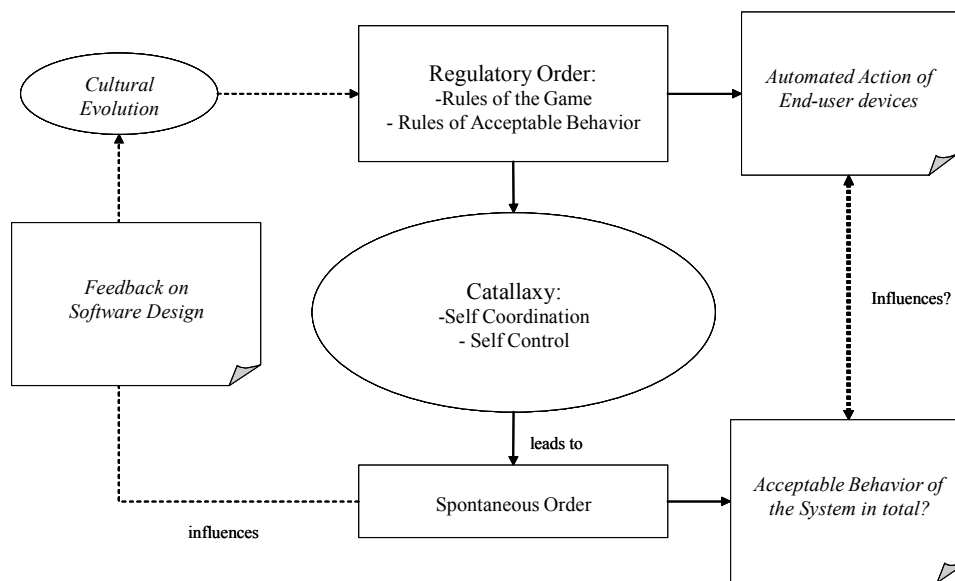 Cultural
Evolution
Regulatory Order:
-Rules of the Game
- Rules of Acceptable Behavior
Automated Action of
End-user devices
Feedback on
Software Design
Catallaxy:
-Self Coordination
- Self Control
Influences?
leads to
Spontaneous Order
Acceptable Behavior of
the System in total?
influences